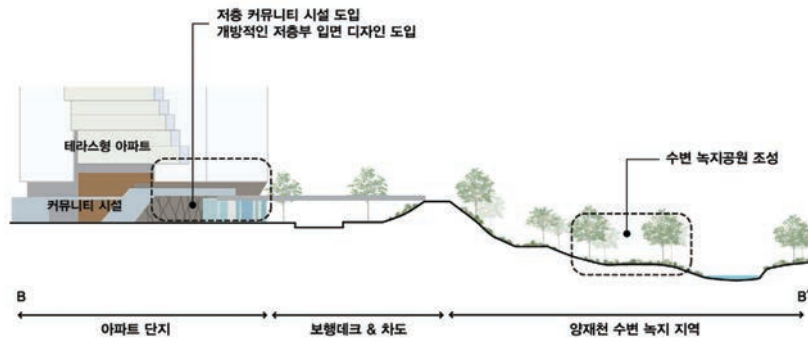 저층 커뮤니티 시설 도입
개방적인 저층부 입면 디자인 도입
테라스형 아파트
수변 녹지공원 조성
커뮤니티 시설
B
B'
아파트 단지
보행데크 & 차도
양재천 수변 녹지 지역